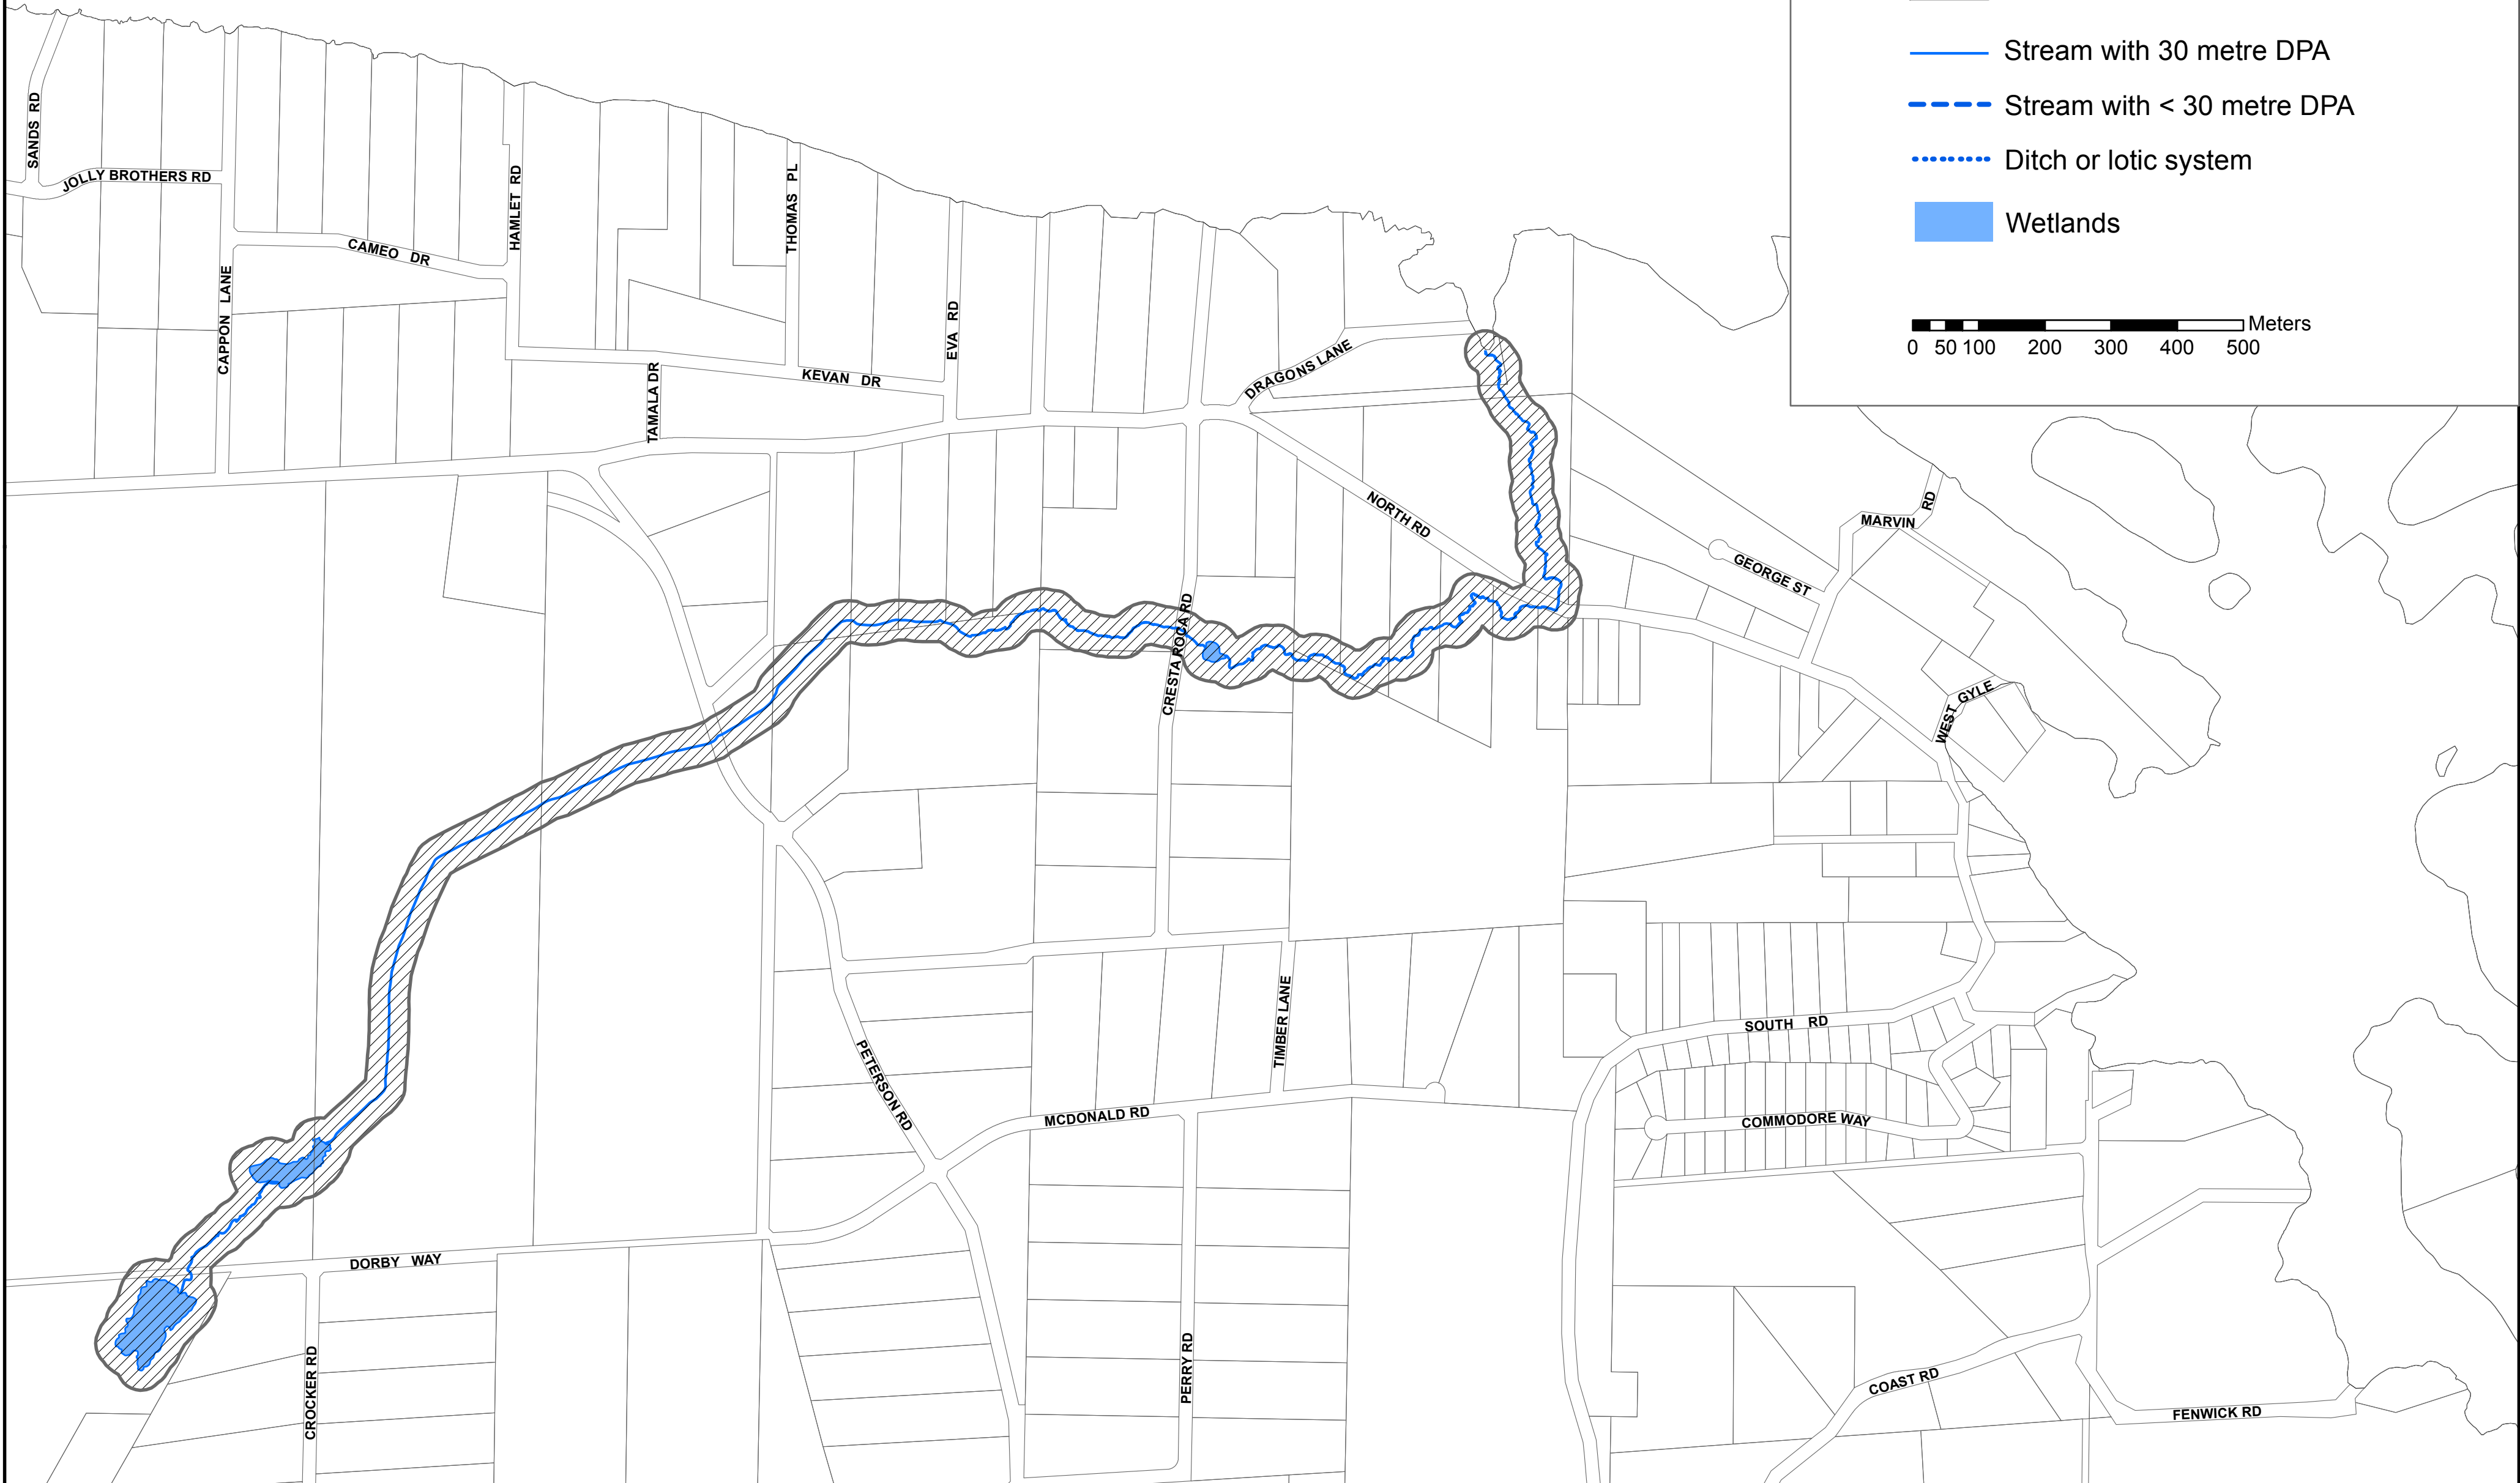 Stream with 30 metre DPA
Stream with < 30 metre DPA
Ditch or lotic system
Wetlands
Meters
0 50 100 200 300 400 500
SANDS RD
JOLLY BROTHERS RD
HAMLET RD
THOMAS PL
CAMEO DR
CAPPON LANE
EVA RD
DRAGONS LANE
KEVAN DR
TAMALA DR
NORTH RD
MARVIN RD
GEORGE ST
CRESTA ROCA RD
WEST GYLE
TIMBER LANE
SOUTH RD
PETERSON RD
MCDONALD RD
COMMODORE WAY
DORBY WAY
CROCKER RD
PERRY RD
COAST RD
FENWICK RD